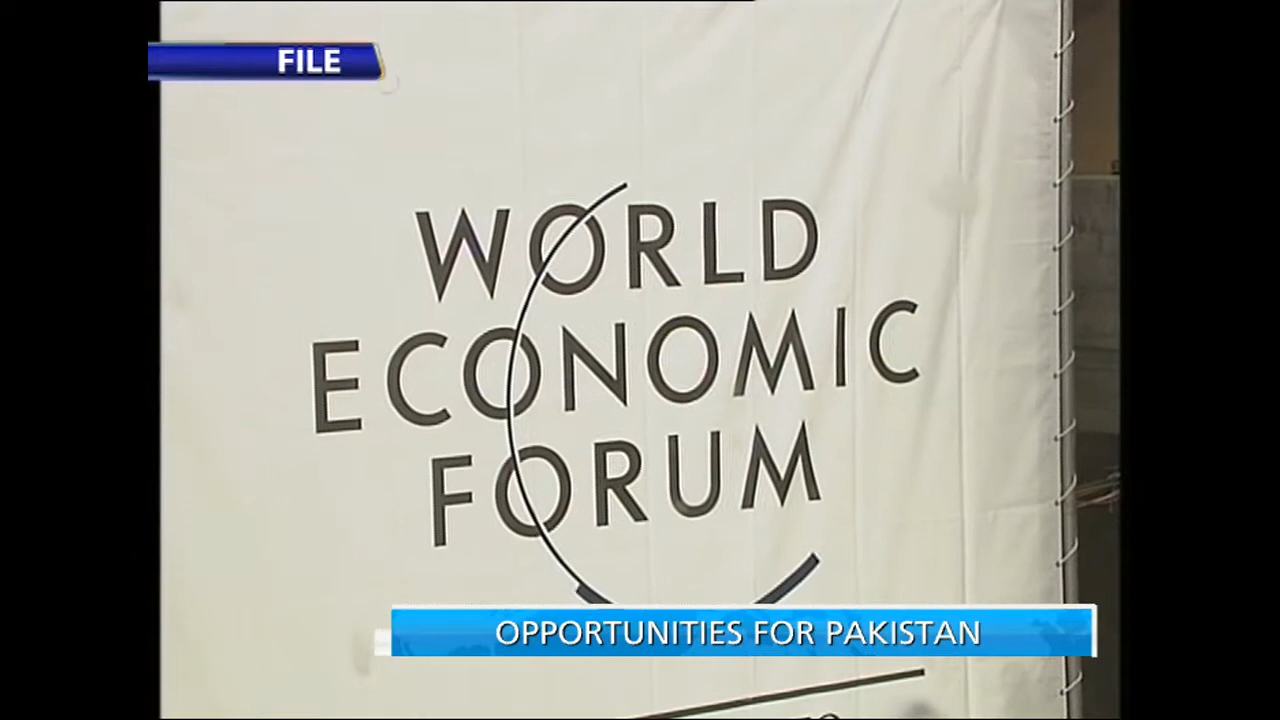 FILE
WORLD
ECONOMIC
FORUM
OPPORTUNITIES FOR PAKISTAN